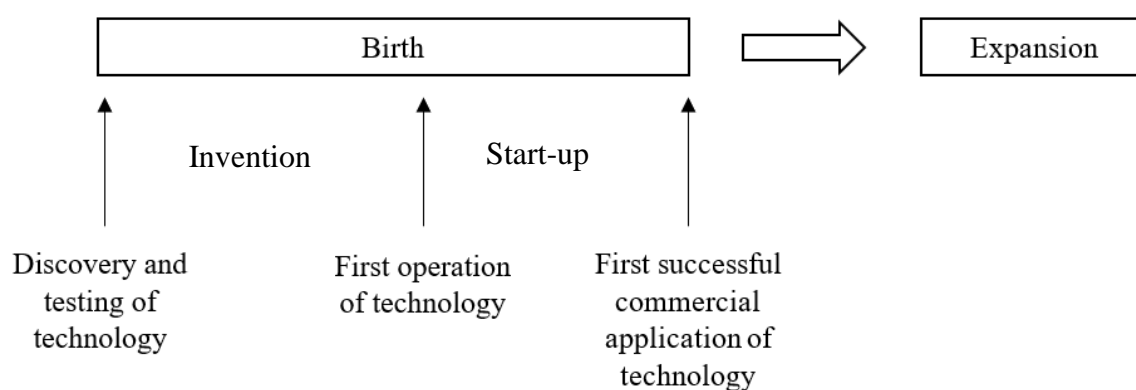 Birth
Expansion
Invention
Start-up
Discovery and
testing of
technology
First operation
of technology
First successful
commercial
application of
technology